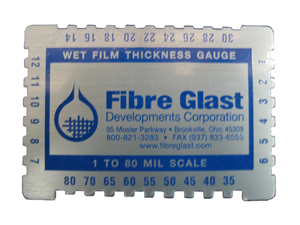 14 16 18 20 22 24 26 28 30
WET FILM THICKNESS GAUGE
12 11 10 9 8 7
1 2 3 4 5 6
Fibre Glast
Developments Corporation
95 Mosier Parkway • Brookville, Ohio 45309
800-821-3283 • FAX (937) 833-6555
www.fibreglast.com
1 TO 80 MIL SCALE
80 70 60 55 50 45 40 35